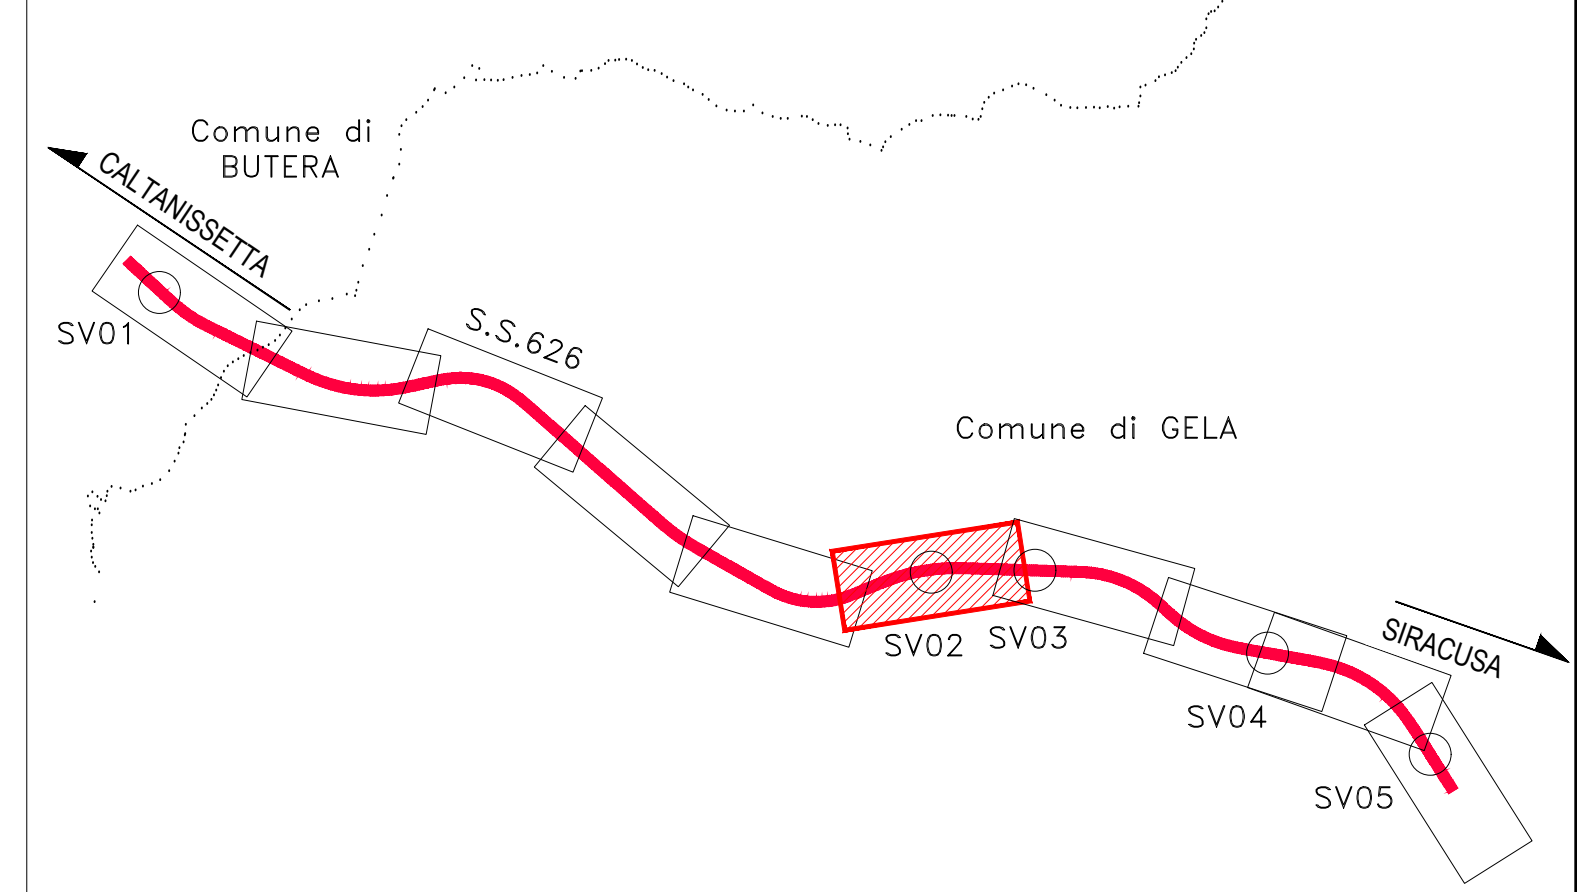 Comune di
BUTERA
CALTANISSETTA
SV01
S.S.626
Comune di GELA
SV02
SV03
SIRACUSA
SV04
SV05